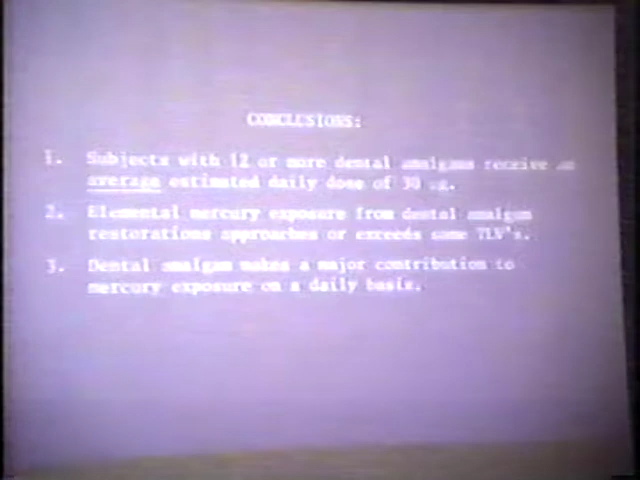 CONCLUSIONS:
1. Subjects with 12 or more dental amalgams receive an
average estimated daily dose of 30
2. Elemental mercury exposure from dental amalgam
restorations approaches or exceeds some TLV's.
3. Dental amalgam makes a major contribution to
mercury exposure on a daily basis.